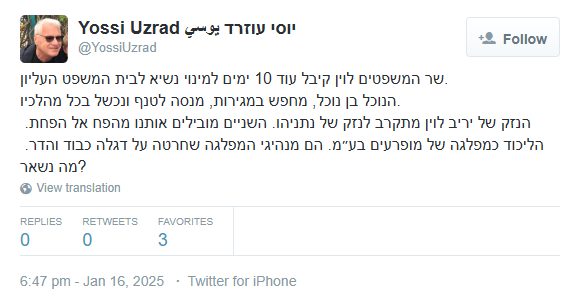 Yossi Uzrad يوسي יוסי עוזרד
@YossiUzrad
Follow
שר המשפטים לוין קיבל עוד 10 ימים למינוי נשיא לבית המשפט העליון.
הנוכל בן נוכל, מחפש במגירות, מנסה לטנף ונכשל בכל מהלכיו.
הנזק של יריב לוין מתקרב לנזק של נתניהו. השניים מובילים אותנו מהפח אל הפחת.
הליכוד כמפלגה של מופרעים בע״מ. הם מנהיגי המפלגה שחרטה על דגלה כבוד והדר.
מה נשאר?
View translation
REPLIES RETWEETS FAVORITES
0 0 3
6:47 pm - Jan 16, 2025 · Twitter for iPhone